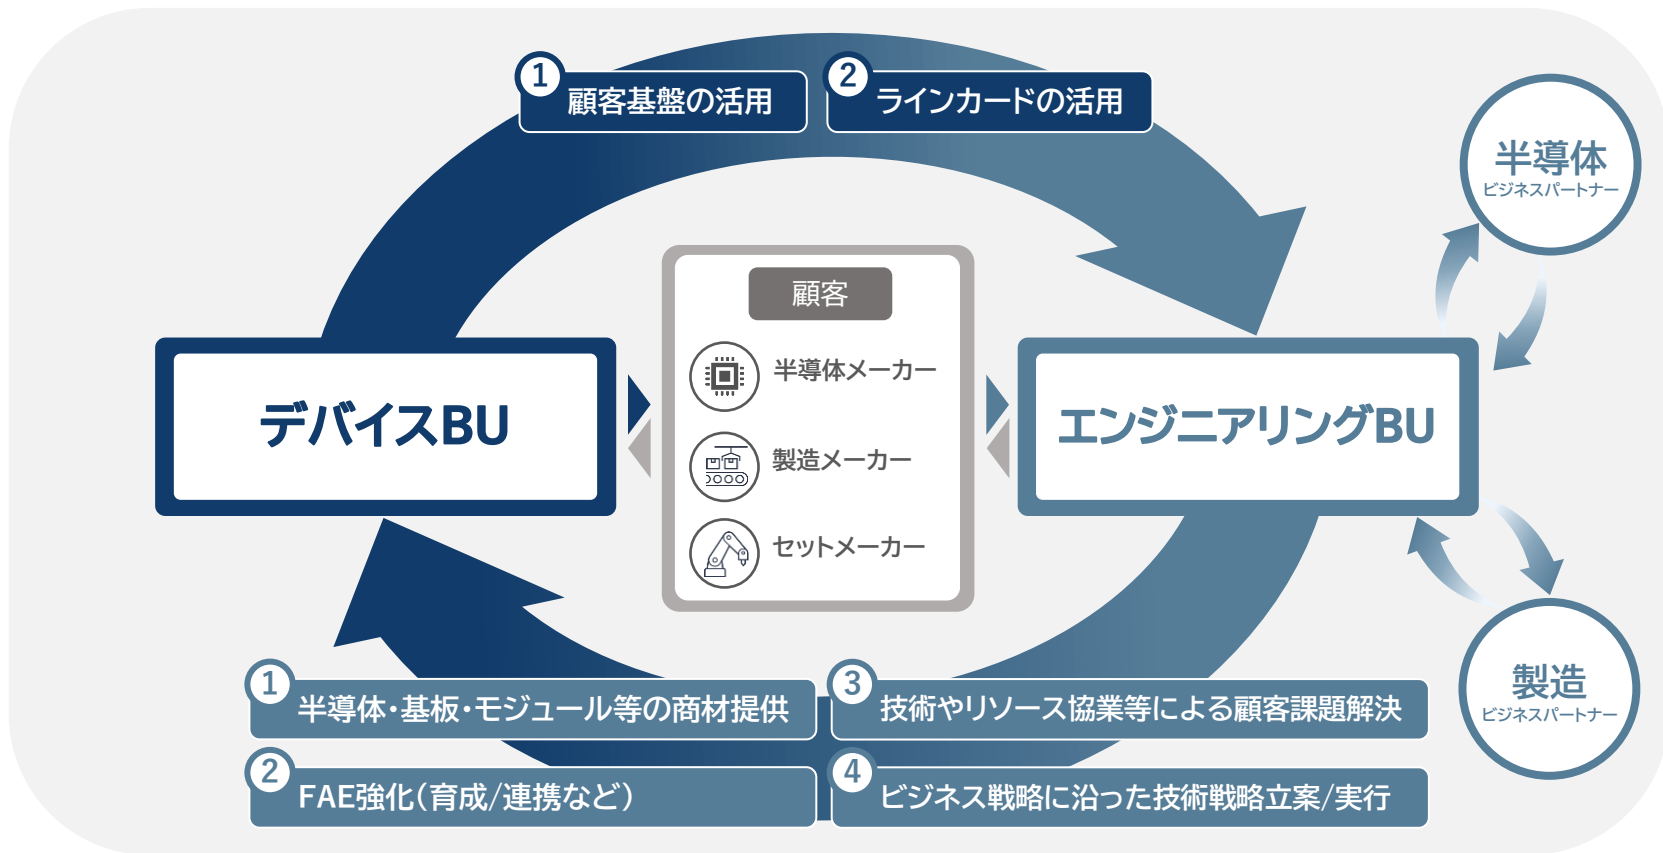 1
顧客基盤の活用
2
ラインカードの活用
半導体
ビジネスパートナー
顧客
半導体メーカー
製造メーカー
セットメーカー
デバイスBU
エンジニアリングBU
製造
ビジネスパートナー
1
半導体・基板・モジュール等の商材提供
3
技術やリソース協業等による顧客課題解決
2
FAE強化(育成/連携など)
4
ビジネス戦略に沿った技術戦略立案/実行